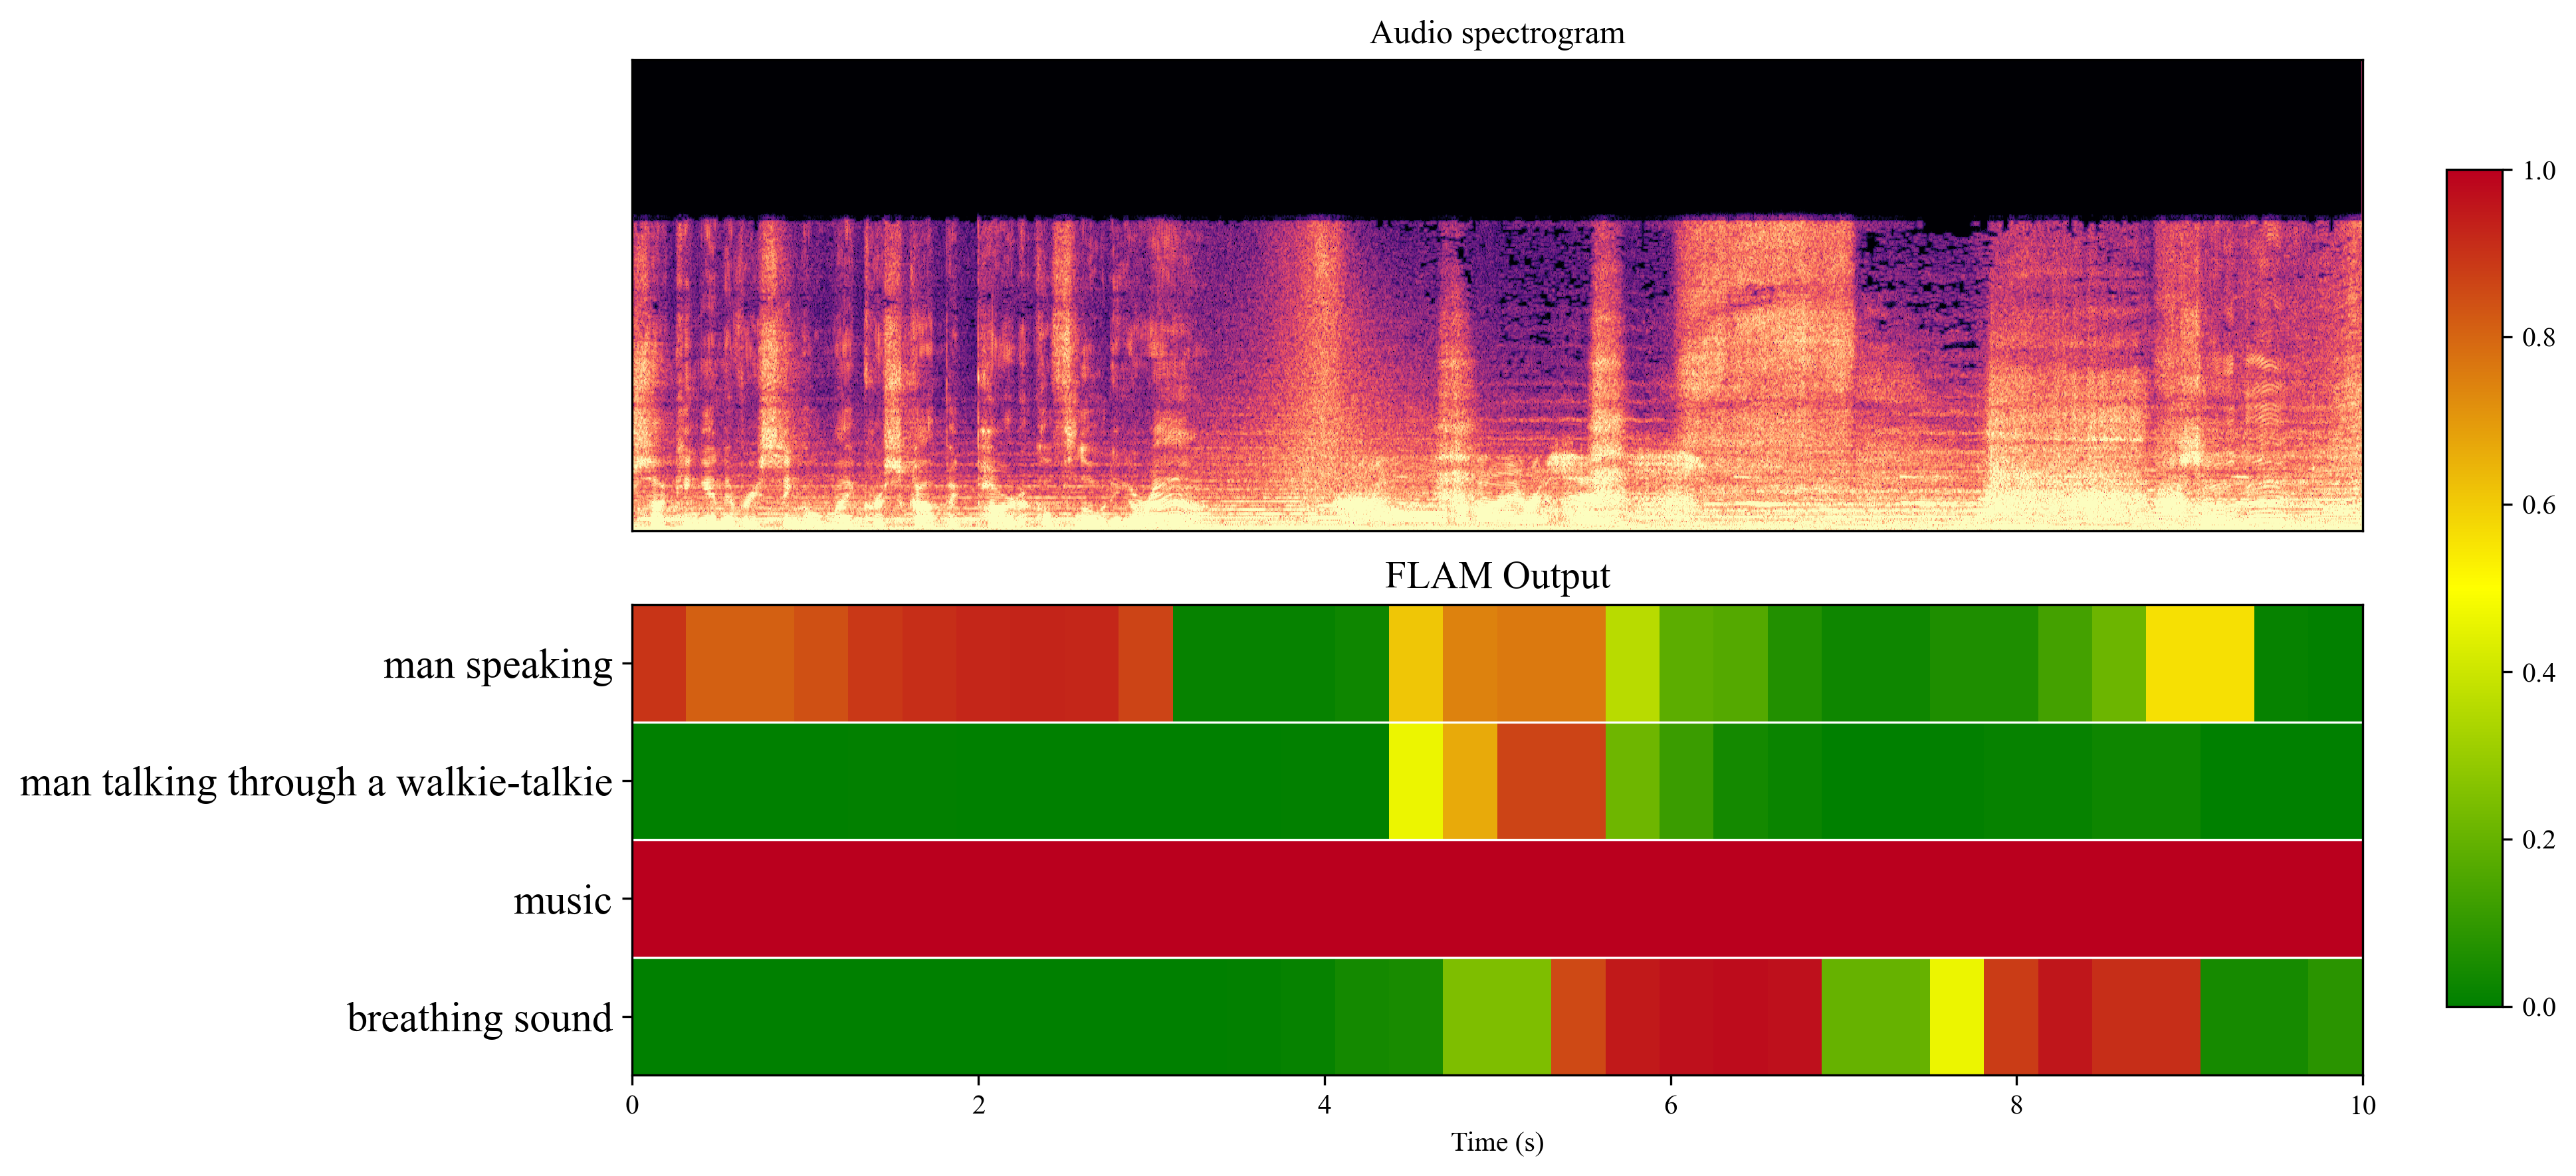 Audio spectrogram
FLAM Output
man speaking
man talking through a walkie-talkie
music
breathing sound
0 2 4 6 8 10
Time (s)
1.0
0.8
0.6
0.4
0.2
0.0